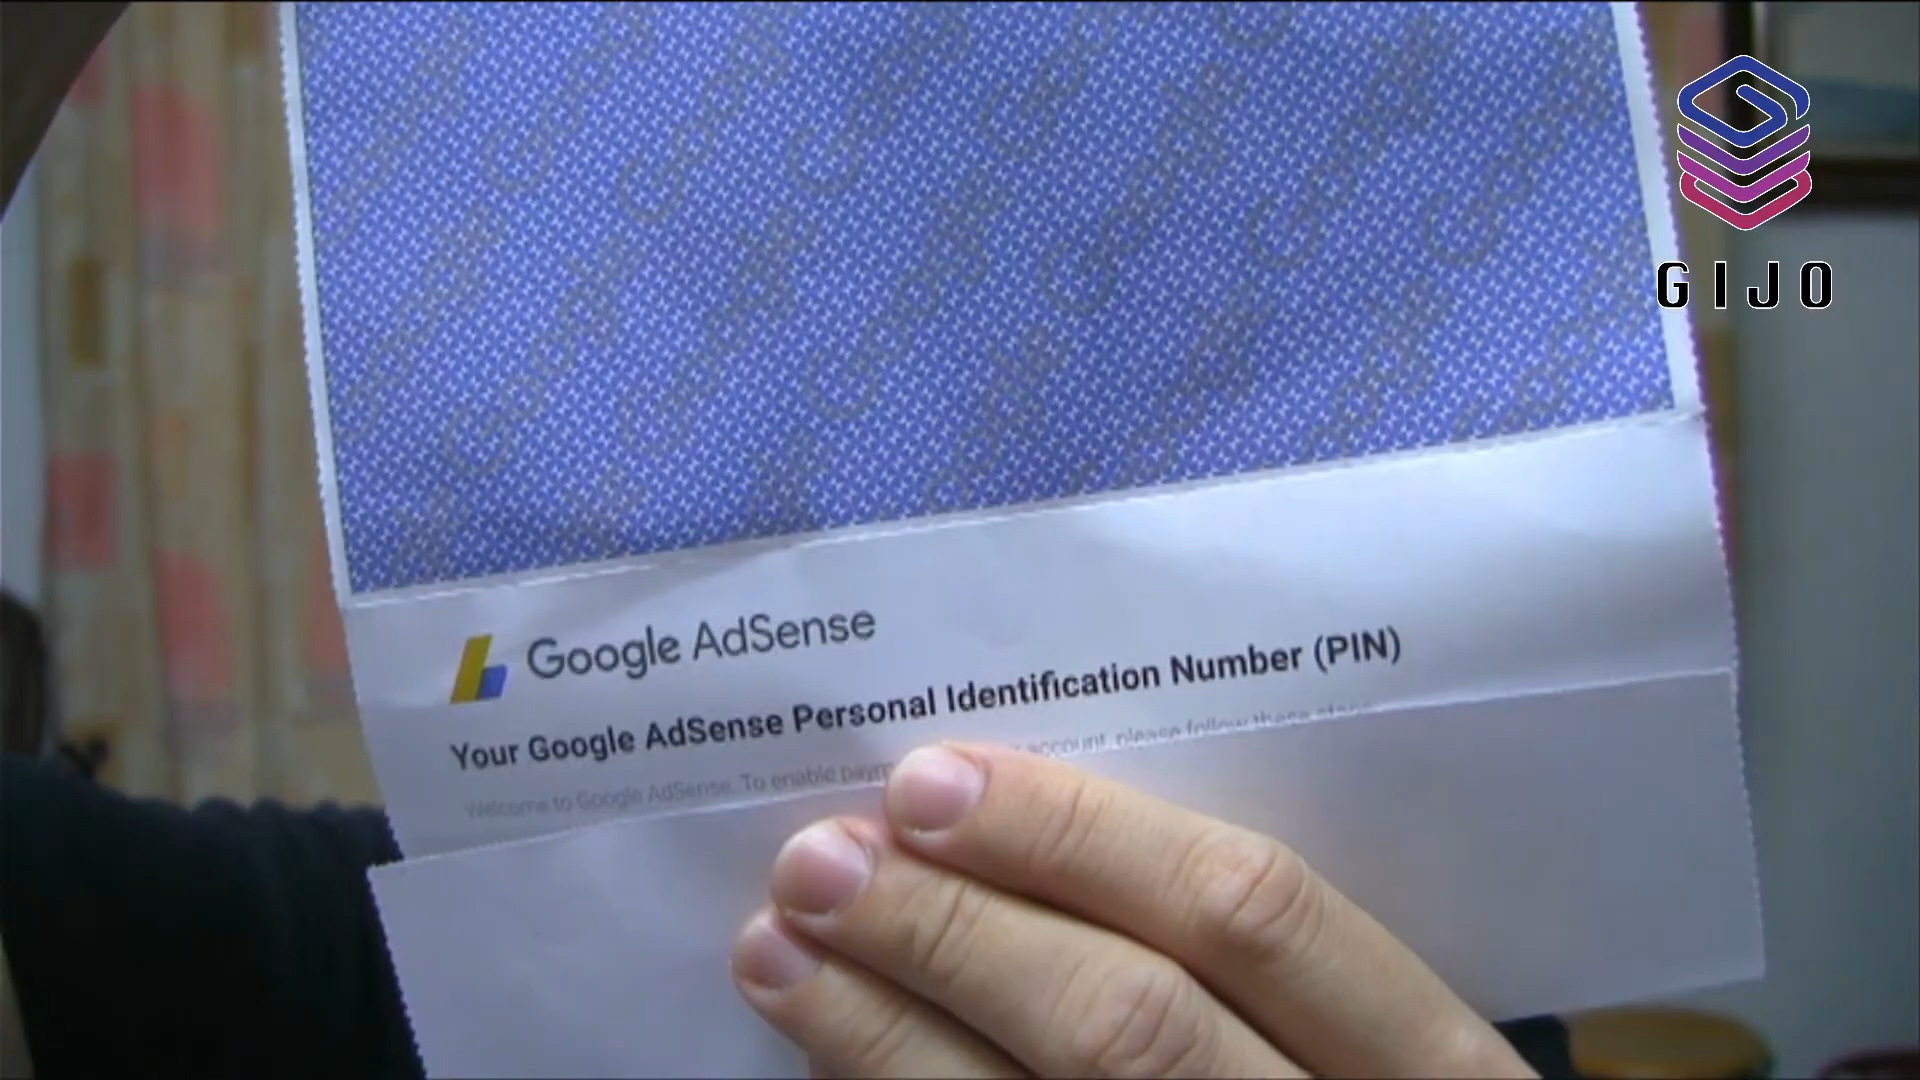 GIJO
Google AdSense
Your Google AdSense Personal Identification Number (PIN)
Welcome to Google AdSense. To enable account, please follow these